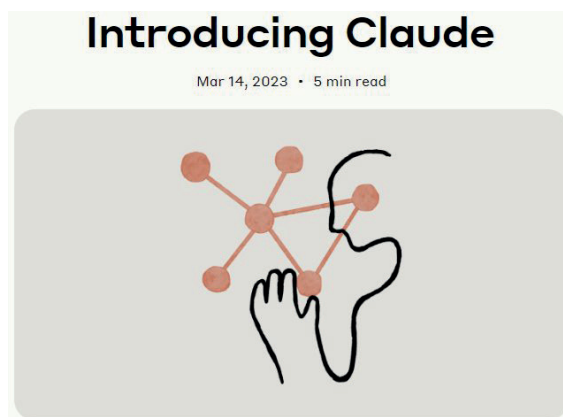 Introducing Claude
Mar 14, 2023 • 5 min read